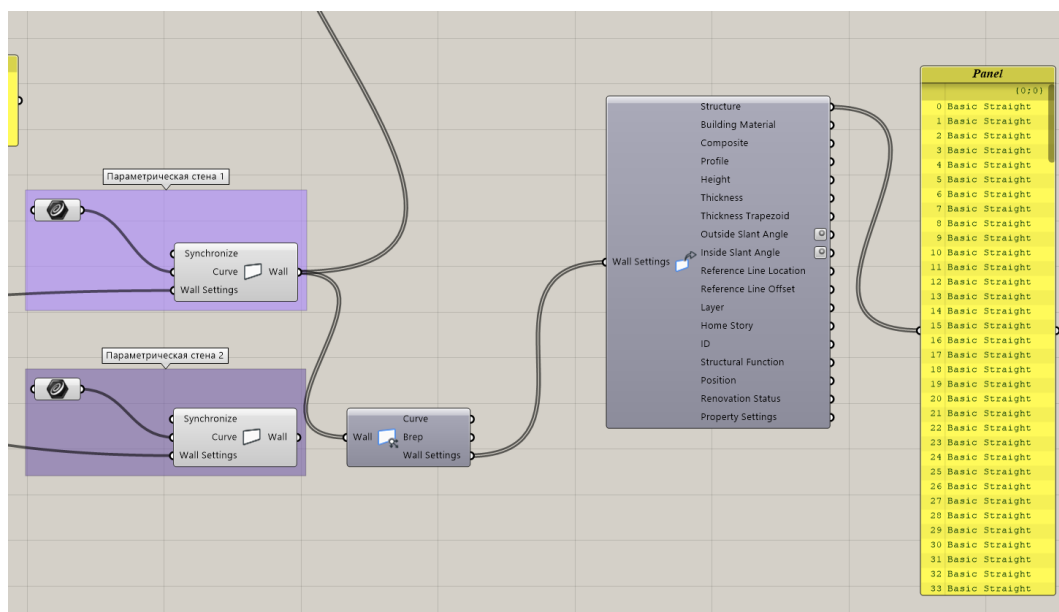 Параметрическая стена 1
Synchronize
Curve
Wall
Wall Settings
Параметрическая стена 2
Synchronize
Curve
Wall
Wall Settings
Wall
Curve
Brep
Wall Settings
Wall Settings
Structure
Building Material
Composite
Profile
Height
Thickness
Thickness Trapezoid
Outside Slant Angle
Inside Slant Angle
Reference Line Location
Reference Line Offset
Layer
Home Story
ID
Structural Function
Position
Renovation Status
Property Settings
Panel
{0;0}
0 Basic Straight
1 Basic Straight
2 Basic Straight
3 Basic Straight
4 Basic Straight
5 Basic Straight
6 Basic Straight
7 Basic Straight
8 Basic Straight
9 Basic Straight
10 Basic Straight
11 Basic Straight
12 Basic Straight
13 Basic Straight
14 Basic Straight
15 Basic Straight
16 Basic Straight
17 Basic Straight
18 Basic Straight
19 Basic Straight
20 Basic Straight
21 Basic Straight
22 Basic Straight
23 Basic Straight
24 Basic Straight
25 Basic Straight
26 Basic Straight
27 Basic Straight
28 Basic Straight
29 Basic Straight
30 Basic Straight
31 Basic Straight
32 Basic Straight
33 Basic Straight